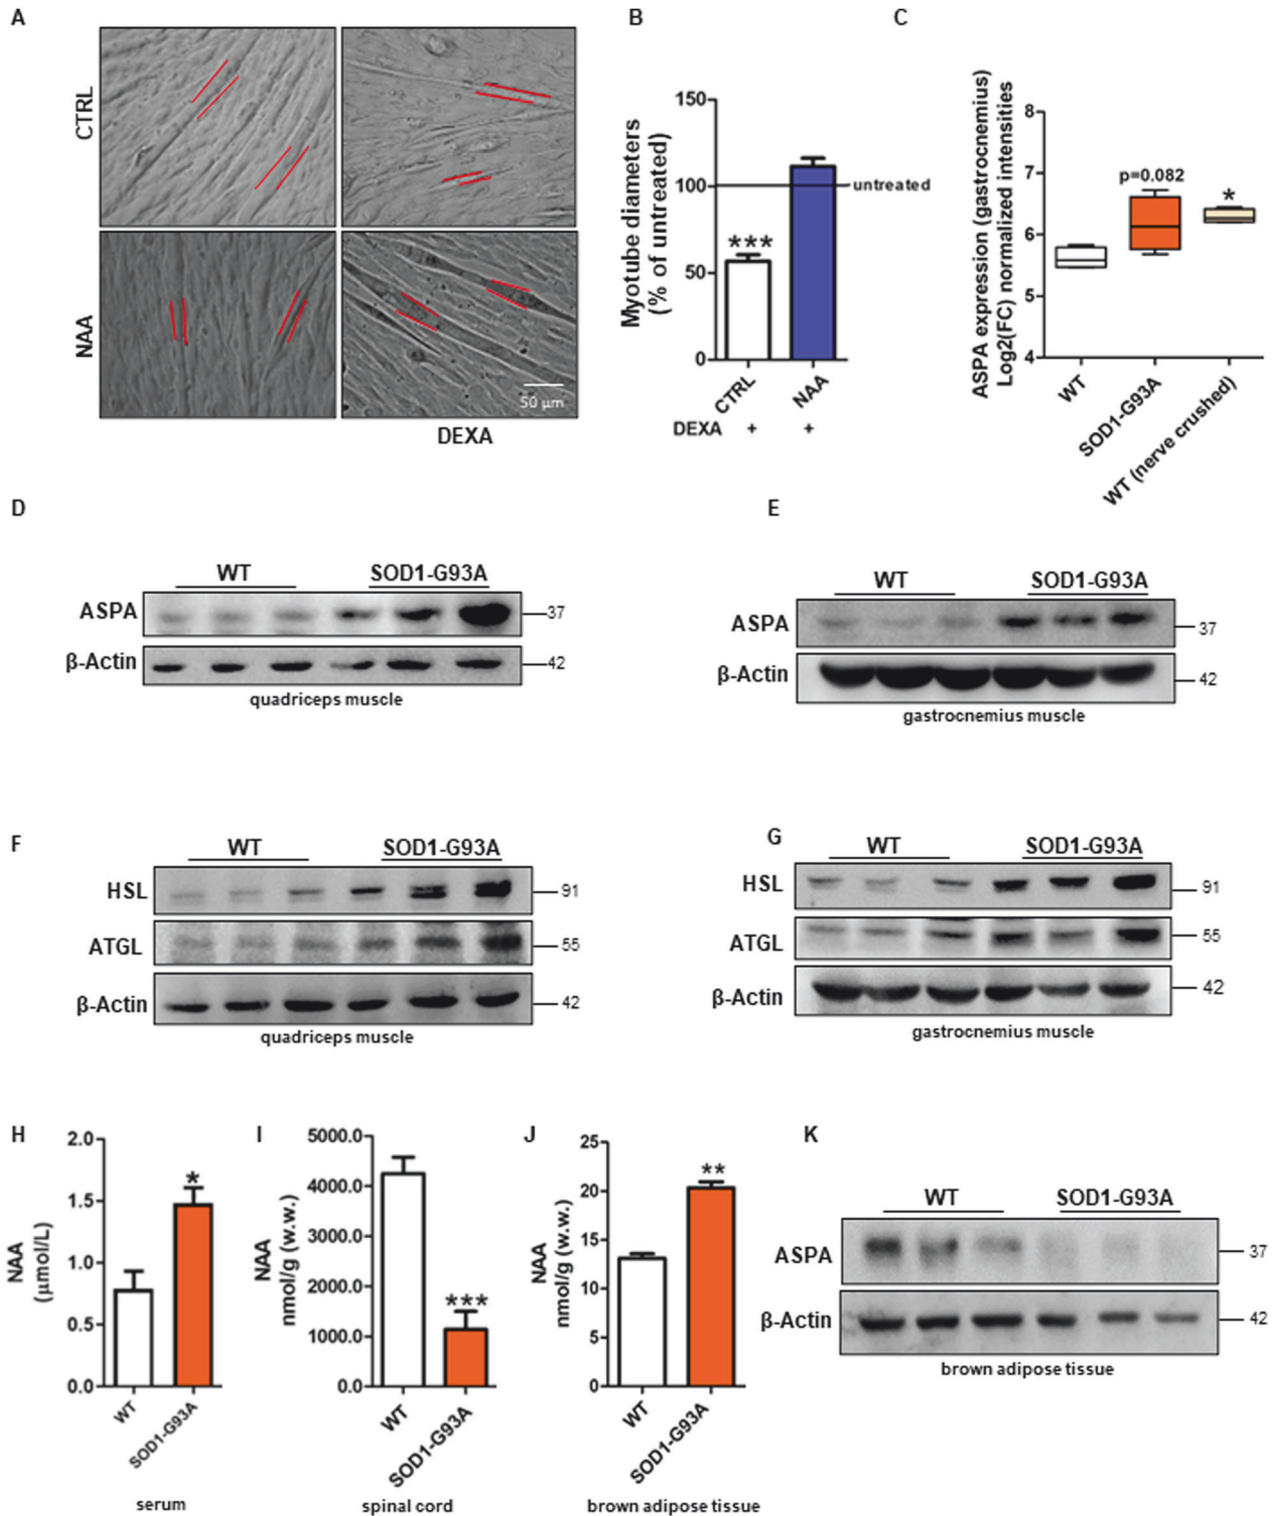 A
CTRL
NAA
50 µm
DEXA
B
Myotube diameters
(% of untreated)
150
100
50
0
untreated
***
CTRL
NAA
DEXA + +
C
ASPA expression (gastrocnemius)
Log2(FC) normalized intensities
8
7
6
5
4
p=0.082
*
WT
SOD1-G93A
WT (nerve crushed)
D
WT SOD1-G93A
ASPA 37
β-Actin 42
quadriceps muscle
E
WT SOD1-G93A
ASPA 37
β-Actin 42
gastrocnemius muscle
F
WT SOD1-G93A
HSL 91
ATGL 55
β-Actin 42
quadriceps muscle
G
WT SOD1-G93A
HSL 91
ATGL 55
β-Actin 42
gastrocnemius muscle
H
NAA
(µmol/L)
2.0
1.5
1.0
0.5
0.0
*
WT
SOD1-G93A
serum
I
NAA
nmol/g (w.w.)
5000.0
4000.0
3000.0
2000.0
1000.0
0.0
***
WT
SOD1-G93A
spinal cord
J
NAA
nmol/g (w.w.)
25
20
15
10
5
0
**
WT
SOD1-G93A
brown adipose tissue
K
WT SOD1-G93A
ASPA 37
β-Actin 42
brown adipose tissue